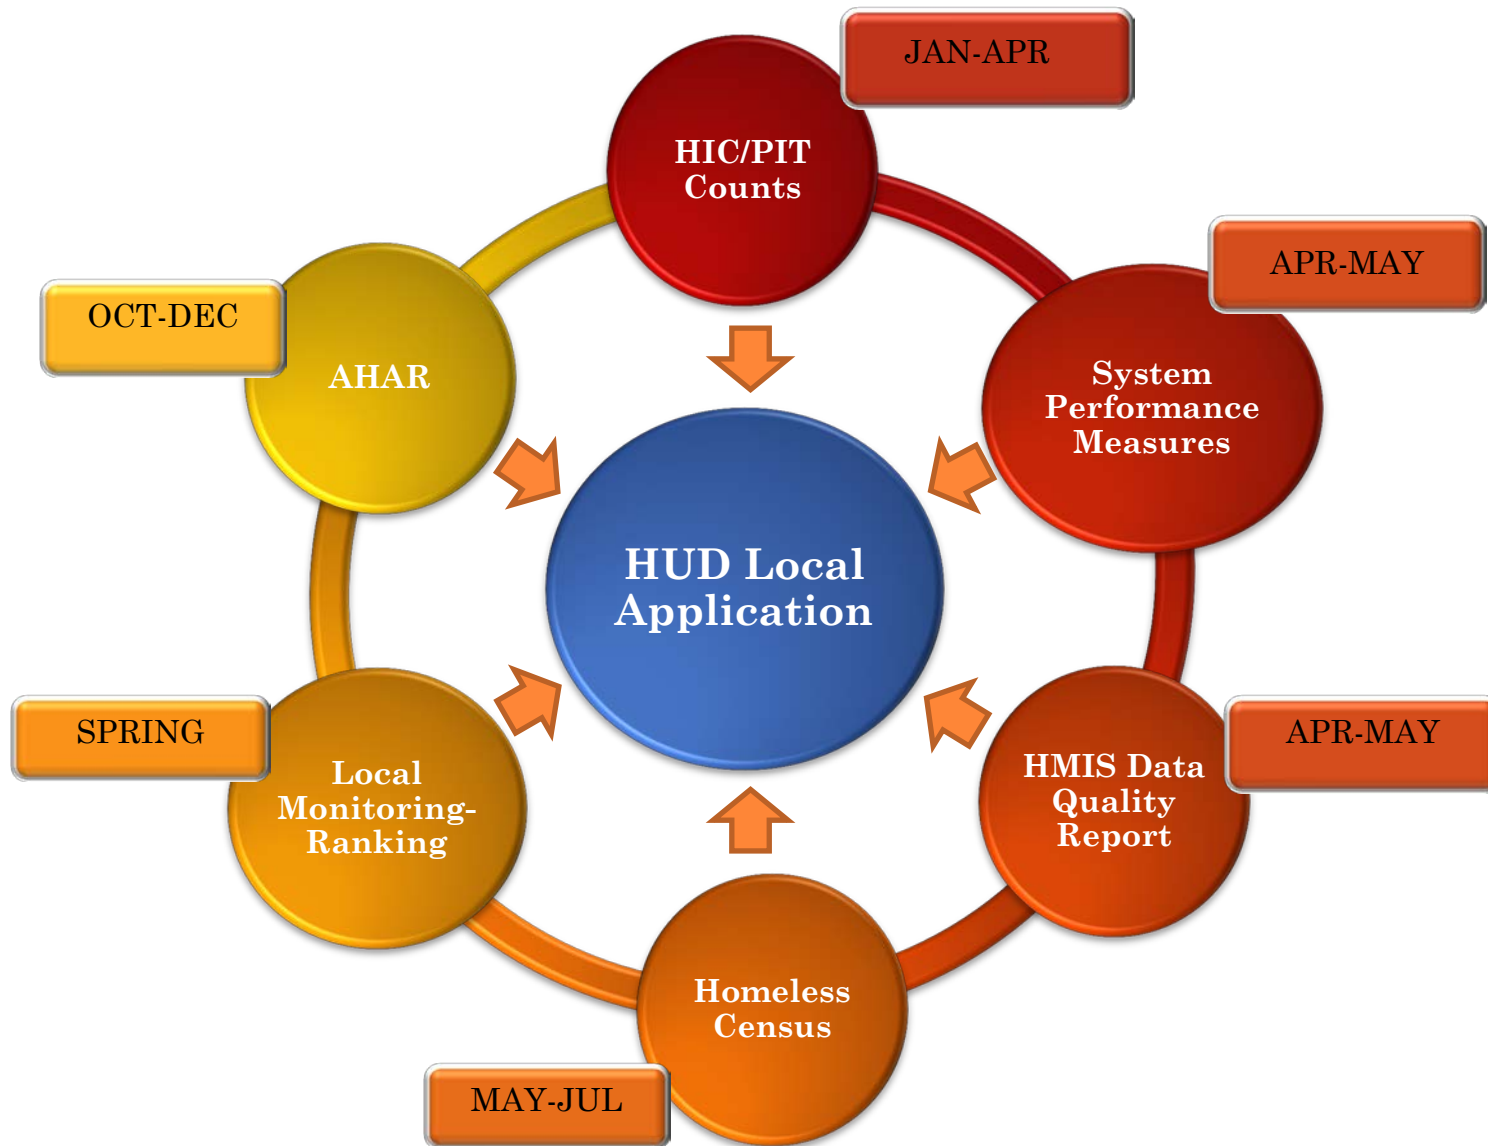 JAN-APR
HIC/PIT
Counts
APR-MAY
System
Performance
Measures
APR-MAY
HMIS Data
Quality
Report
Homeless
Census
MAY-JUL
Local
Monitoring-
Ranking
SPRING
AHAR
OCT-DEC
HUD Local
Application